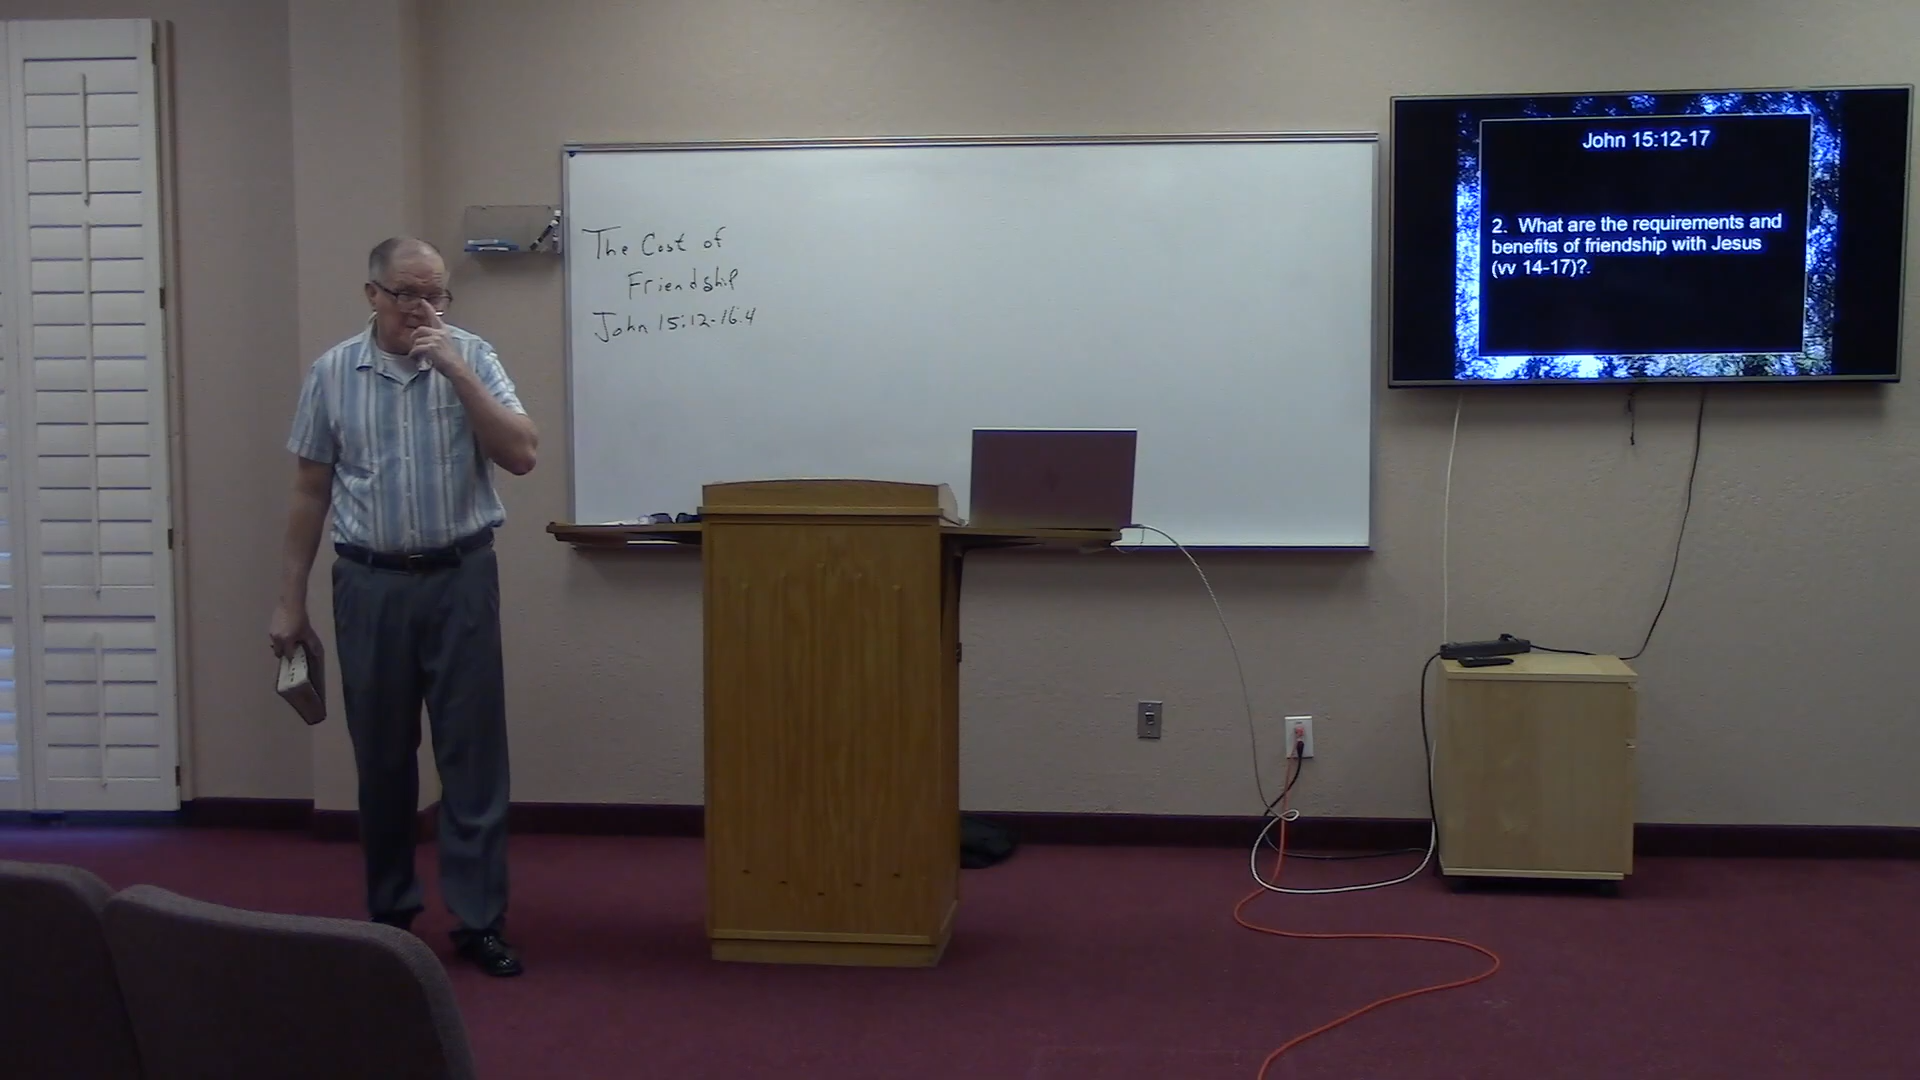 The Cost of
Friendship
John 15:12-16:4
John 15:12-17
2. What are the requirements and
benefits of friendship with Jesus
(vv 14-17)?.